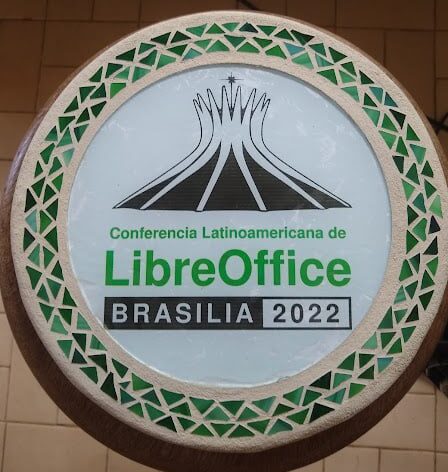 Conferencia Latinoamericana de
LibreOffice
BRASILIA 2022